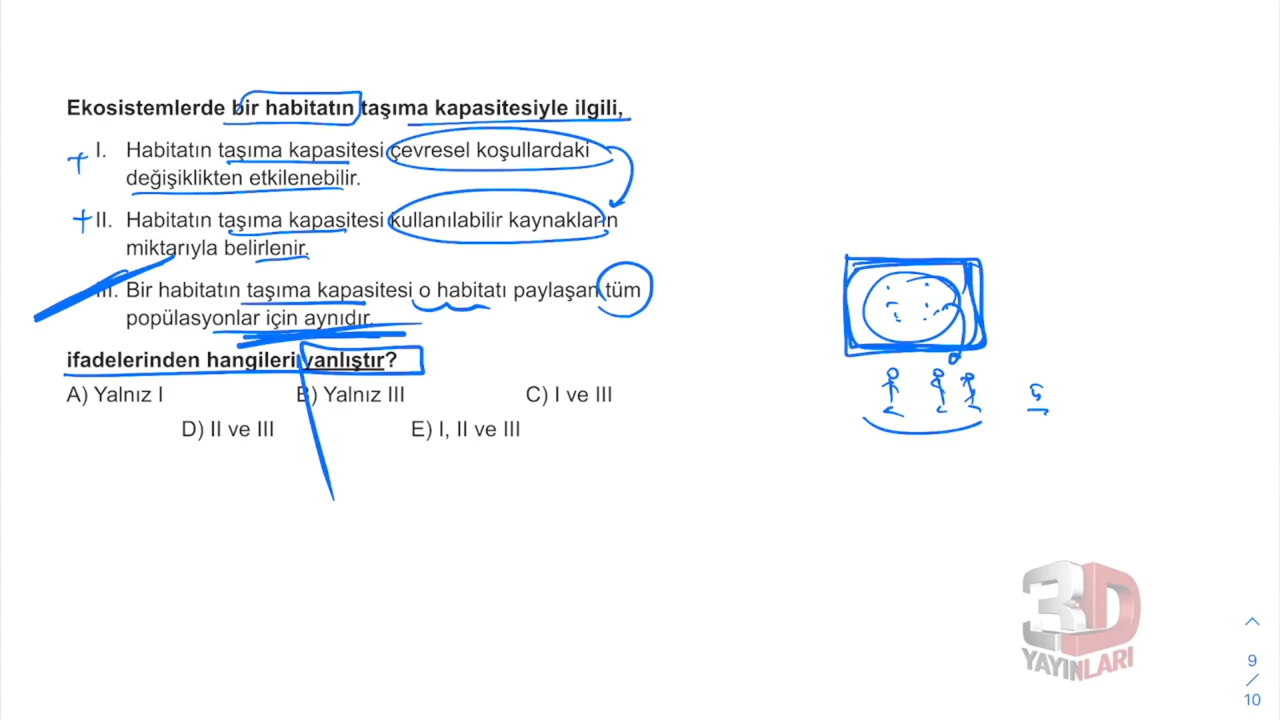 Ekosistemlerde bir habitatın taşıma kapasitesiyle ilgili,
I. Habitatın taşıma kapasitesi çevresel koşullardaki
değişiklikten etkilenebilir.
II. Habitatın taşıma kapasitesi kullanılabilir kaynakların
miktarıyla belirlenir.
III. Bir habitatın taşıma kapasitesi o habitatı paylaşan tüm
popülasyonlar için aynıdır.
ifadelerinden hangileri yanlıştır?
A) Yalnız I B) Yalnız III C) I ve III
D) II ve III E) I, II ve III
3D
YAYINLARI
9
/
10